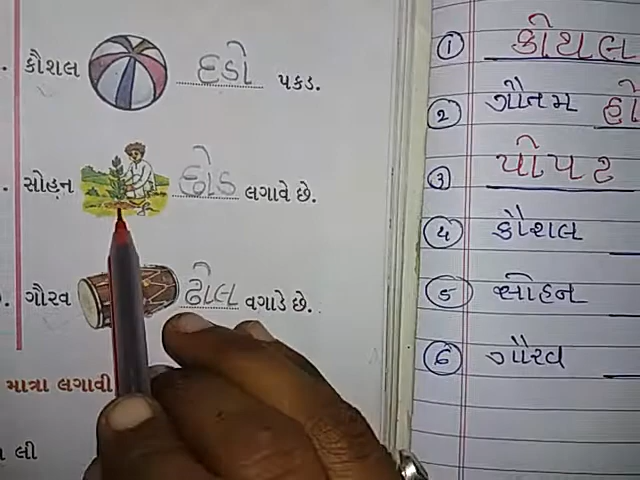 કૌશલ દડો પકડ.
સોહન છોડ લગાવે છે.
ગૌરવ ઢોલ વગાડે છે.
માત્રા લગાવી
લી
① કોયલ
② ગૌતમ હો
③ પોપટ
④ કૌશલ
⑤ સોહન
⑥ ગૌરવ